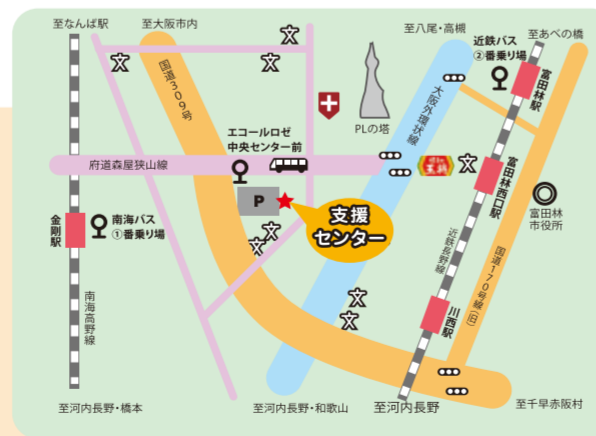 至なんば駅
至大阪市内
至八尾・高槻
至あべの橋
近鉄バス
②番乗り場
富田林駅
国道309号
大阪外環状線
PLの塔
エコールロゼ
中央センター前
府道森屋狭山線
富田林西口駅
P
支援
センター
富田林
市役所
金剛駅
南海バス
①番乗り場
近鉄長野線
国道170号線(旧)
南海高野線
川西駅
至河内長野・橋本
至河内長野・和歌山
至河内長野
至千早赤阪村